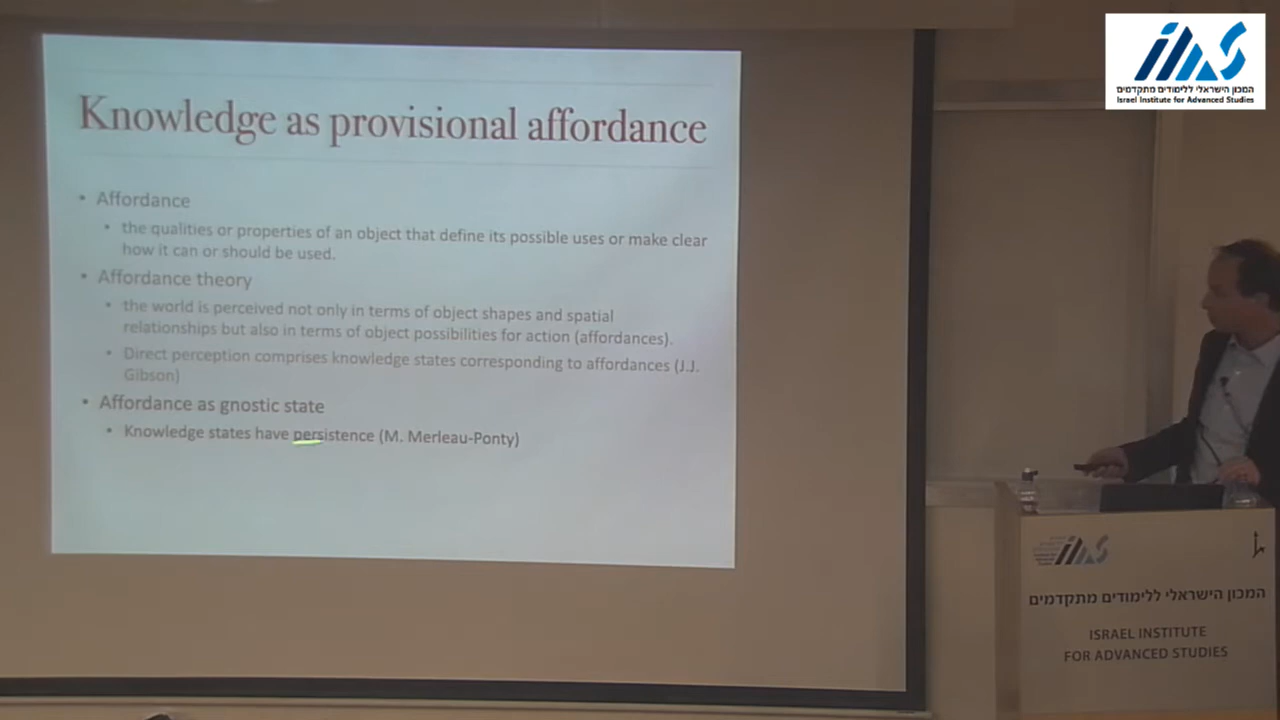 Knowledge as provisional affordance
• Affordance
• the qualities or properties of an object that define its possible uses or make clear
how it can or should be used.
• Affordance theory
• the world is perceived not only in terms of object shapes and spatial
relationships but also in terms of object possibilities for action (affordances).
• Direct perception comprises knowledge states corresponding to affordances (J.J.
Gibson)
• Affordance as gnostic state
• Knowledge states have persistence (M. Merleau-Ponty)
ias
המכון הישראלי ללימודים מתקדמים
Israel Institute for Advanced Studies
ias
המכון הישראלי ללימודים מתקדמים
ISRAEL INSTITUTE
FOR ADVANCED STUDIES